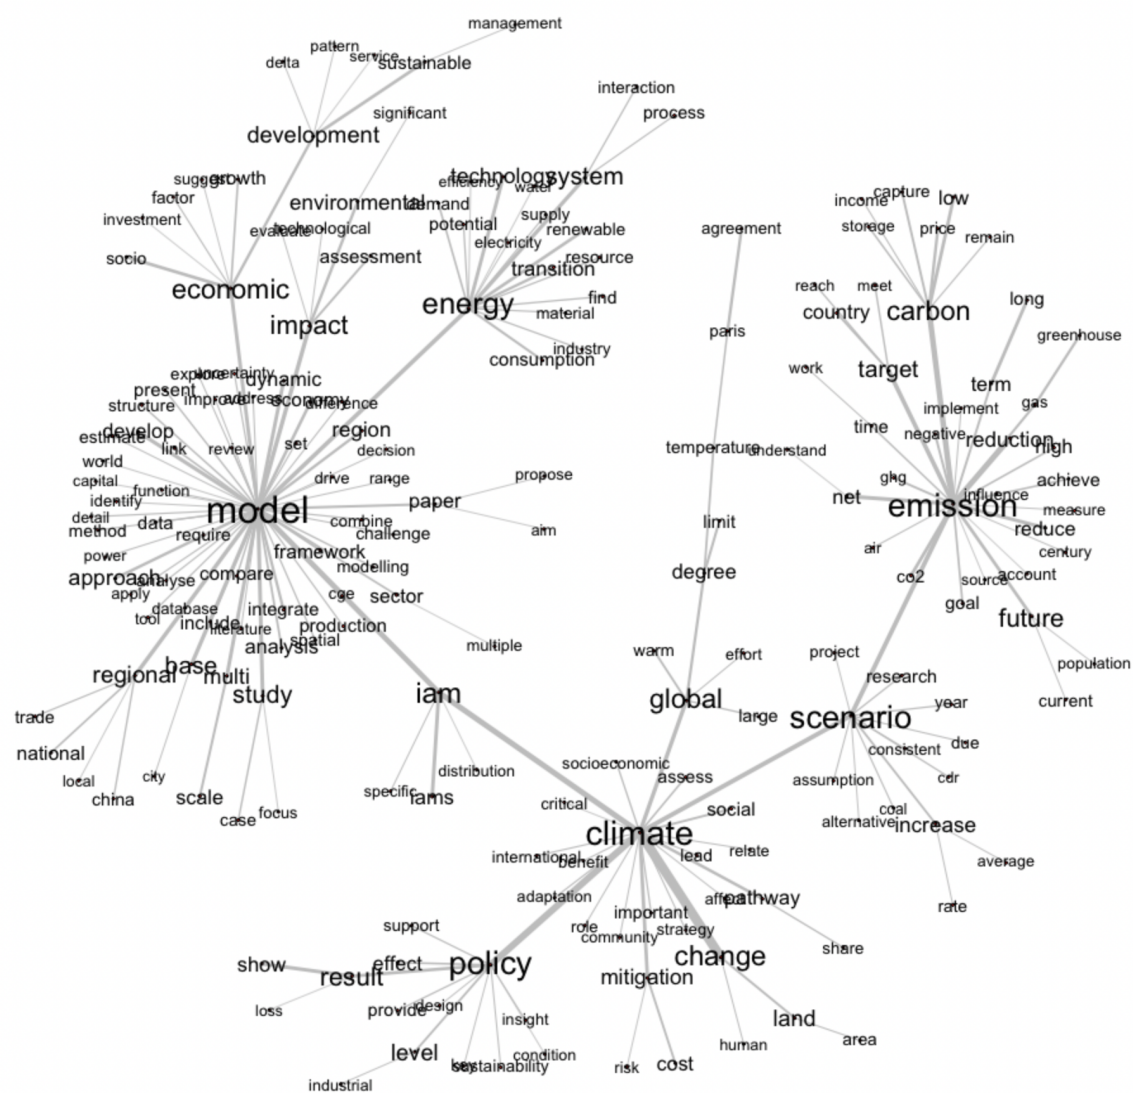 management
pattern
service
delta
sustainable
interaction
significant
process
development
technology
system
suggest
growth
efficiency
water
factor
environmental
demand
income
capture
low
investment
supply
potential
storage
price
evaluate
technological
renewable
agreement
remain
electricity
socio
assessment
resource
transition
economic
reach
meet
find
long
energy
material
country
carbon
impact
paris
greenhouse
industry
consumption
work
target
explore
uncertainty
dynamic
term
present
improve
address
economy
difference
structure
implement
gas
develop
region
time
negative
estimate
reduction
high
link
review
set
decision
temperature
understand
world
capital
function
drive
range
propose
ghg
achieve
identify
model
paper
net
influence
emission
detail
data
combine
limit
measure
method
require
challenge
aim
reduce
power
framework
air
century
modelling
approach
analyse
compare
degree
co2
source
account
apply
cge
sector
database
integrate
goal
tool
include
literature
production
future
analysis
spatial
multiple
warm
effort
project
population
regional
base
multi
research
study
iam
global
large
year
current
trade
scenario
national
consistent
due
local
city
distribution
socioeconomic
assess
assumption
cdr
china
scale
specific
iams
critical
social
coal
case
focus
alternative
increase
climate
international
benefit
lead
relate
average
adaptation
affect
pathway
important
rate
support
role
community
strategy
share
show
effect
policy
change
result
mitigation
loss
provide
design
insight
land
level
condition
human
area
key
sustainability
risk
cost
industrial